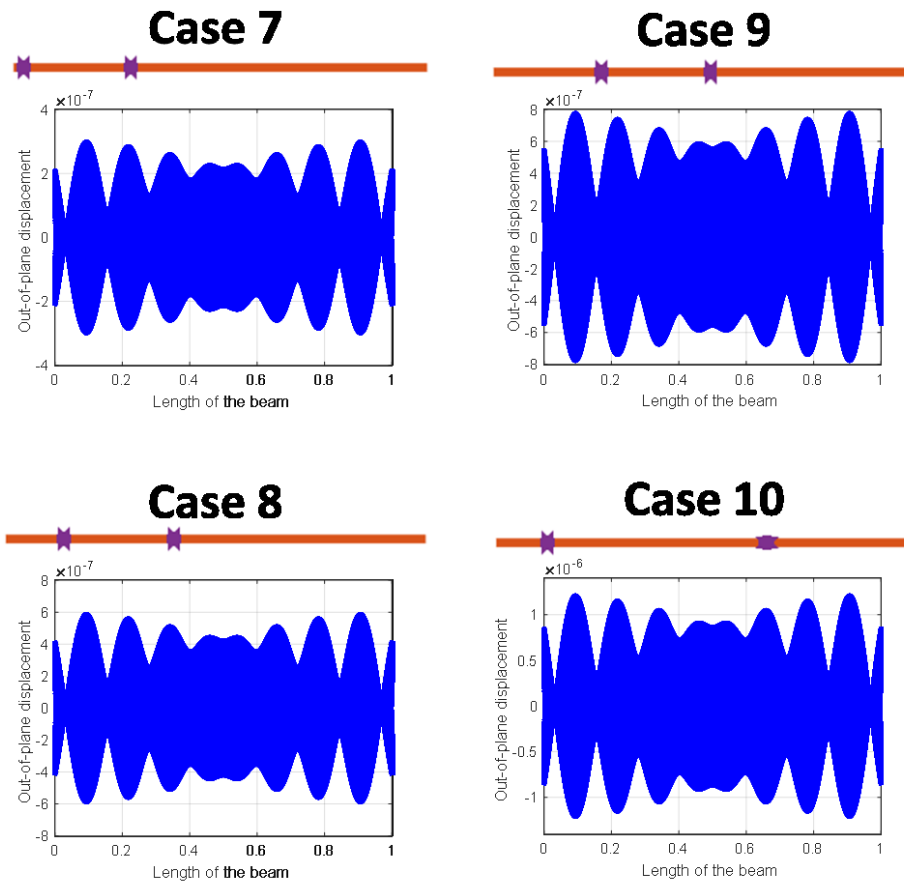 Case 7
×10-7
4
2
0
-2
-4
Out-of-plane displacement
0 0.2 0.4 0.6 0.8 1
Length of the beam
Case 9
×10-7
8
6
4
2
0
-2
-4
-6
-8
Out-of-plane displacement
0 0.2 0.4 0.6 0.8 1
Length of the beam
Case 8
×10-7
8
6
4
2
0
-2
-4
-6
-8
Out-of-plane displacement
0 0.2 0.4 0.6 0.8 1
Length of the beam
Case 10
×10-6
1
0.5
0
-0.5
-1
Out-of-plane displacement
0 0.2 0.4 0.6 0.8 1
Length of the beam